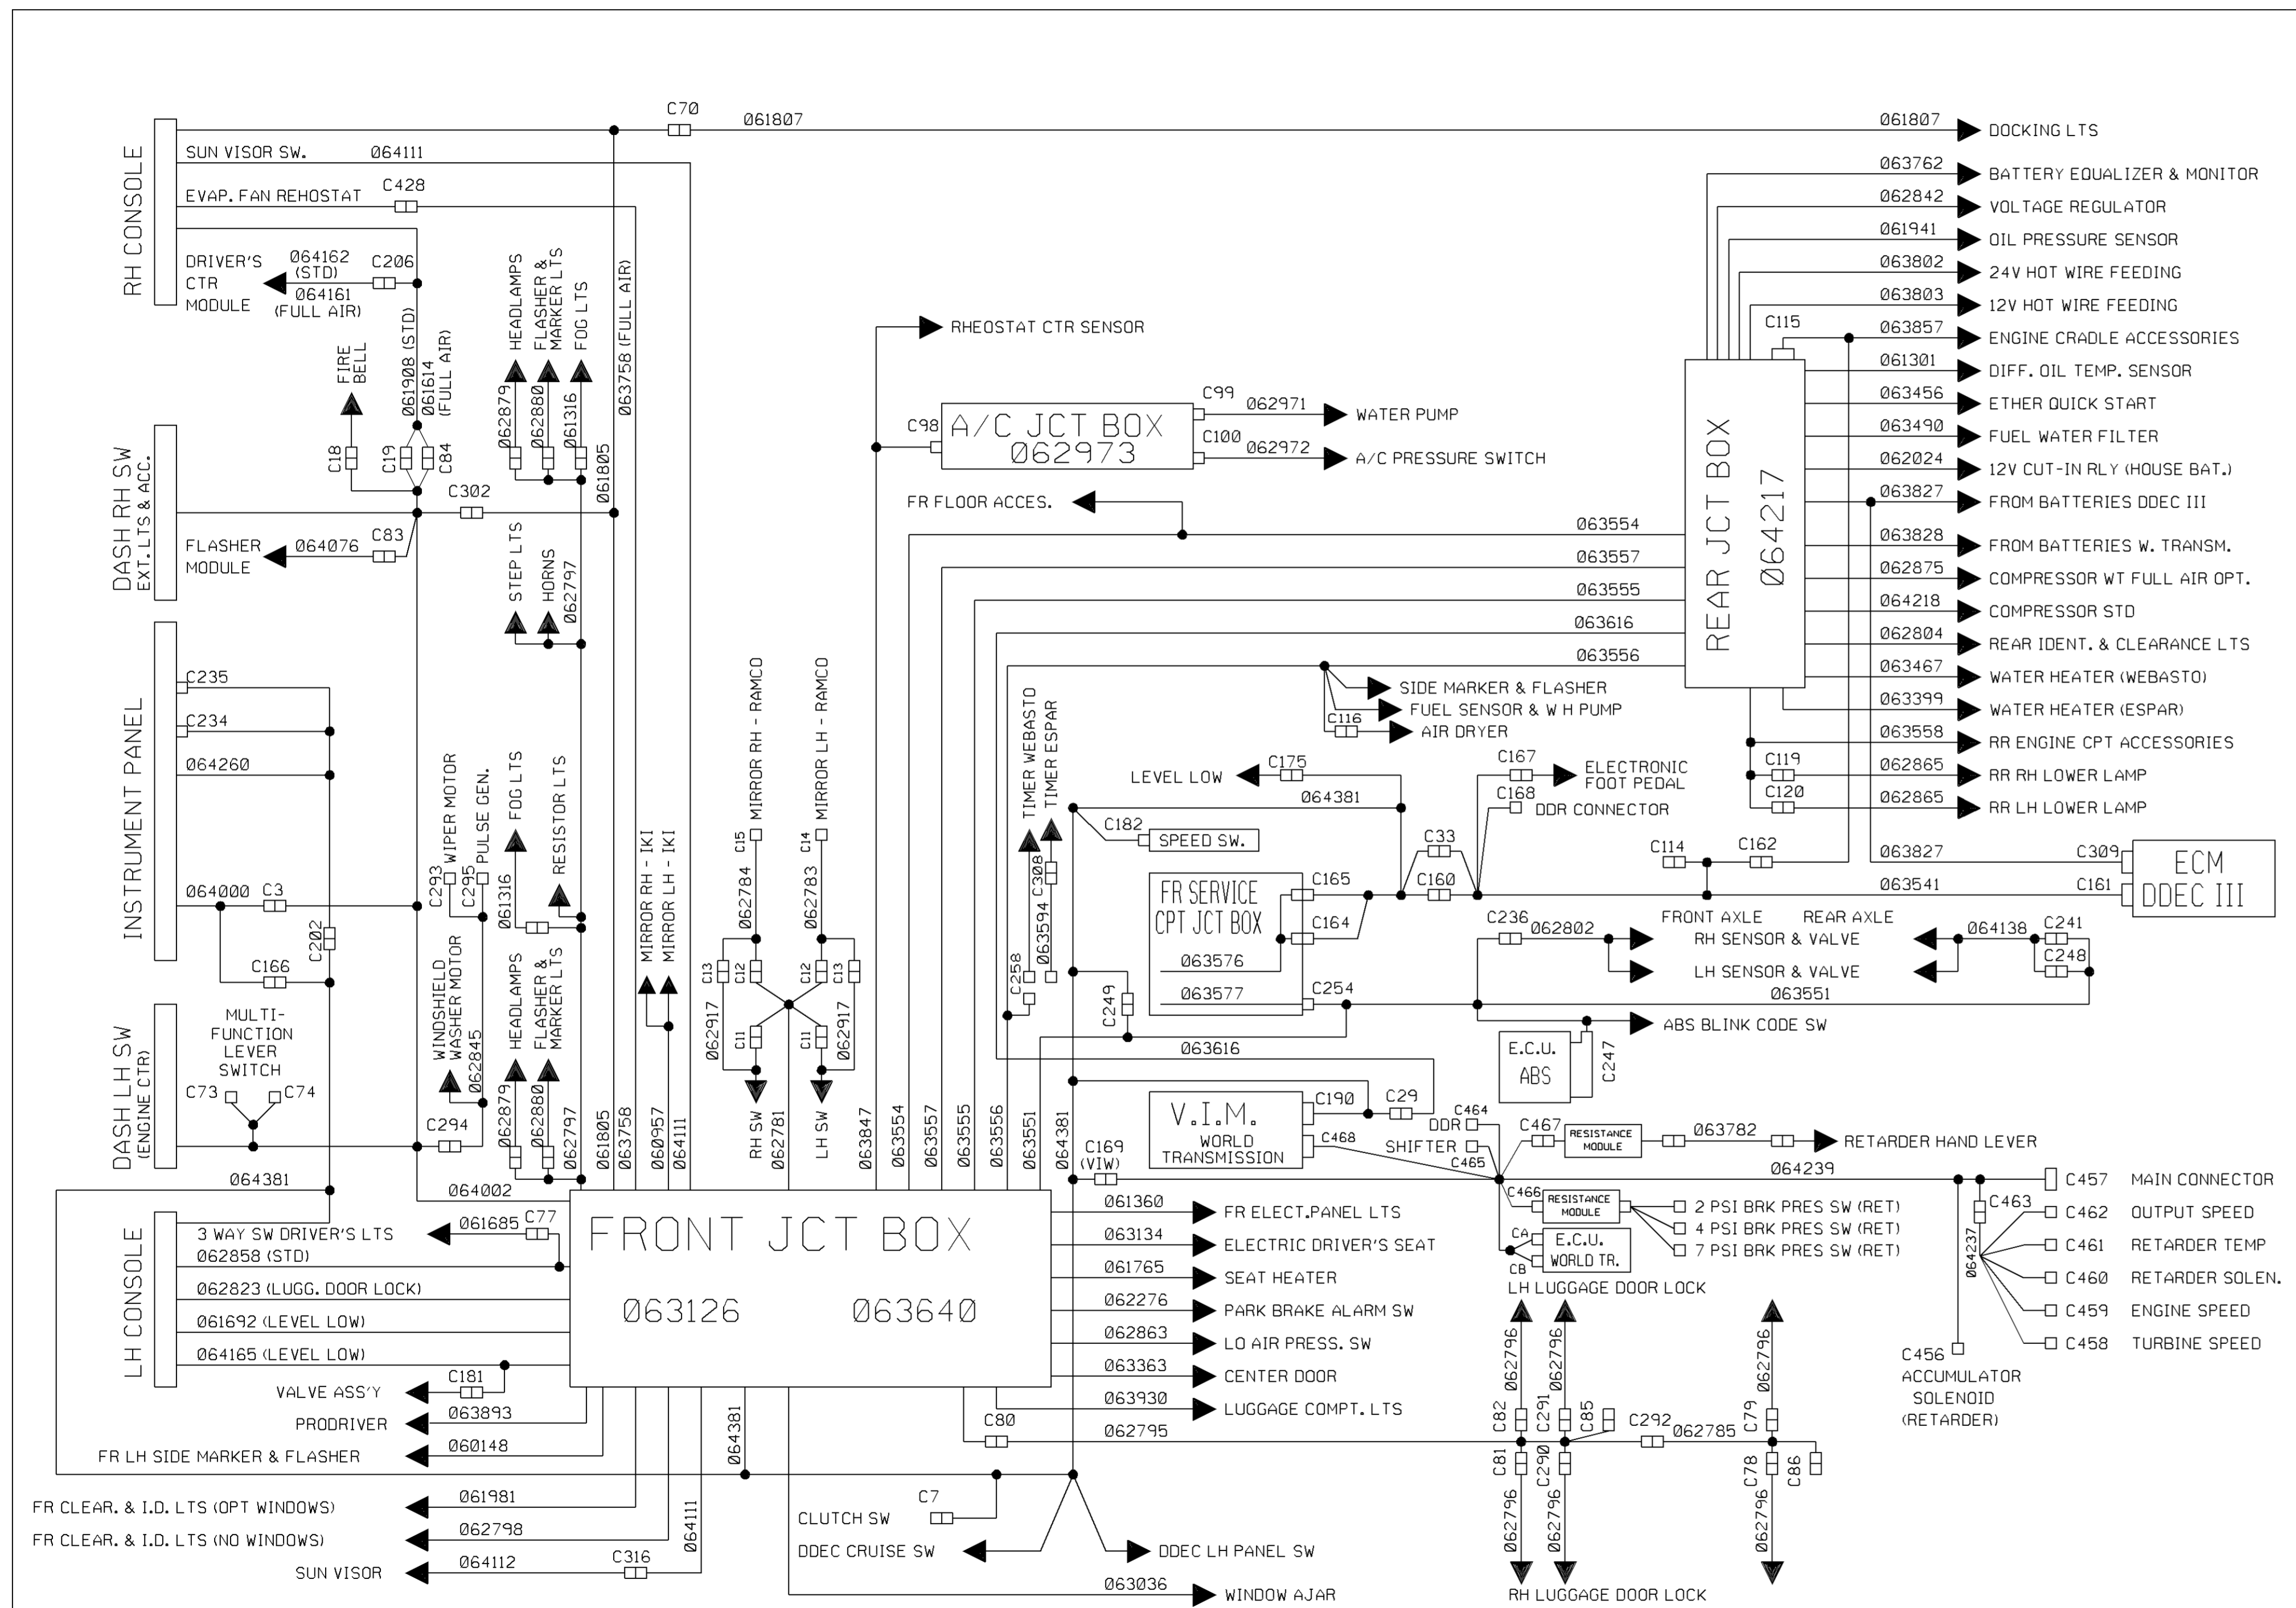 C70
061807
061807
DOCKING LTS
RH CONSOLE
SUN VISOR SW.
064111
EVAP. FAN REHOSTAT
C428
DRIVER'S
CTR
MODULE
064162
(STD)
064161
(FULL AIR)
C206
061908 (STD)
061614
(FULL AIR)
FIRE
BELL
C18
C19
C84
HEADLAMPS
FLASHER &
MARKER LTS
FOG LTS
062879
062880
061316
061805
063758 (FULL AIR)
DASH RH SW
EXT. LTS & ACC.
C302
FLASHER
MODULE
064076
C83
STEP LTS
HORNS
062797
INSTRUMENT PANEL
C235
C234
064260
064000
C3
C202
C166
C293
WIPER MOTOR
C295
PULSE GEN.
FOG LTS
061316
RESISTOR LTS
WINDSHIELD
WASHER MOTOR
062845
HEADLAMPS
FLASHER &
MARKER LTS
062879
062880
062797
DASH LH SW
(ENGINE CTR)
MULTI-
FUNCTION
LEVER
SWITCH
C73
C74
C294
064381
064002
MIRROR RH - IKI
MIRROR LH - IKI
MIRROR RH - RAMCO
MIRROR LH - RAMCO
C15
C14
062784
062783
C13
C12
C12
C13
062917
C11
C11
062917
RH SW
062781
LH SW
061805
063758
060957
064111
063847
063554
063557
063555
063556
063551
064381
RHEOSTAT CTR SENSOR
C98
A/C JCT BOX
062973
C99
062971
WATER PUMP
C100
062972
A/C PRESSURE SWITCH
FR FLOOR ACCES.
063554
063557
063555
063616
063556
SIDE MARKER & FLASHER
FUEL SENSOR & W H PUMP
C116
AIR DRYER
REAR JCT BOX
064217
063762
BATTERY EQUALIZER & MONITOR
062842
VOLTAGE REGULATOR
061941
OIL PRESSURE SENSOR
063802
24V HOT WIRE FEEDING
063803
12V HOT WIRE FEEDING
C115
063857
ENGINE CRADLE ACCESSORIES
061301
DIFF. OIL TEMP. SENSOR
063456
ETHER QUICK START
063490
FUEL WATER FILTER
062024
12V CUT-IN RLY (HOUSE BAT.)
063827
FROM BATTERIES DDEC III
063828
FROM BATTERIES W. TRANSM.
062875
COMPRESSOR WT FULL AIR OPT.
064218
COMPRESSOR STD
062804
REAR IDENT. & CLEARANCE LTS
063467
WATER HEATER (WEBASTO)
063399
WATER HEATER (ESPAR)
063558
RR ENGINE CPT ACCESSORIES
C119
062865
RR RH LOWER LAMP
C120
062865
RR LH LOWER LAMP
TIMER WEBASTO
TIMER ESPAR
C308
063594
C258
LEVEL LOW
C175
064381
C167
ELECTRONIC
FOOT PEDAL
C168
DDR CONNECTOR
C182
SPEED SW.
C33
C114
C162
063827
C309
ECM
DDEC III
FR SERVICE
CPT JCT BOX
C165
C160
063541
C161
C164
063576
063577
C254
C249
C236
062802
FRONT AXLE
REAR AXLE
RH SENSOR & VALVE
LH SENSOR & VALVE
064138
C241
C248
063551
ABS BLINK CODE SW
E.C.U.
ABS
C247
063616
V.I.M.
WORLD
TRANSMISSION
C190
C29
C468
C169
(VIW)
DDR
C464
SHIFTER
C465
C467
RESISTANCE
MODULE
063782
RETARDER HAND LEVER
064239
C457
MAIN CONNECTOR
C466
RESISTANCE
MODULE
2 PSI BRK PRES SW (RET)
4 PSI BRK PRES SW (RET)
7 PSI BRK PRES SW (RET)
CA
CB
E.C.U.
WORLD TR.
C463
064237
C462
OUTPUT SPEED
C461
RETARDER TEMP
C460
RETARDER SOLEN.
C459
ENGINE SPEED
C458
TURBINE SPEED
C456
ACCUMULATOR
SOLENOID
(RETARDER)
LH CONSOLE
3 WAY SW DRIVER'S LTS
061685
C77
062858 (STD)
062823 (LUGG. DOOR LOCK)
061692 (LEVEL LOW)
064165 (LEVEL LOW)
VALVE ASS'Y
C181
PRODRIVER
063893
FR LH SIDE MARKER & FLASHER
060148
FRONT JCT BOX
063126
063640
061360
FR ELECT.PANEL LTS
063134
ELECTRIC DRIVER'S SEAT
061765
SEAT HEATER
062276
PARK BRAKE ALARM SW
062863
LO AIR PRESS. SW
063363
CENTER DOOR
063930
LUGGAGE COMPT. LTS
C80
062795
LH LUGGAGE DOOR LOCK
062796
062796
062796
C82
C291
C85
C292
062785
C79
C81
C290
C78
C86
062796
062796
062796
RH LUGGAGE DOOR LOCK
FR CLEAR. & I.D. LTS (OPT WINDOWS)
061981
FR CLEAR. & I.D. LTS (NO WINDOWS)
062798
SUN VISOR
064112
C316
064111
064381
C7
CLUTCH SW
DDEC CRUISE SW
DDEC LH PANEL SW
063036
WINDOW AJAR